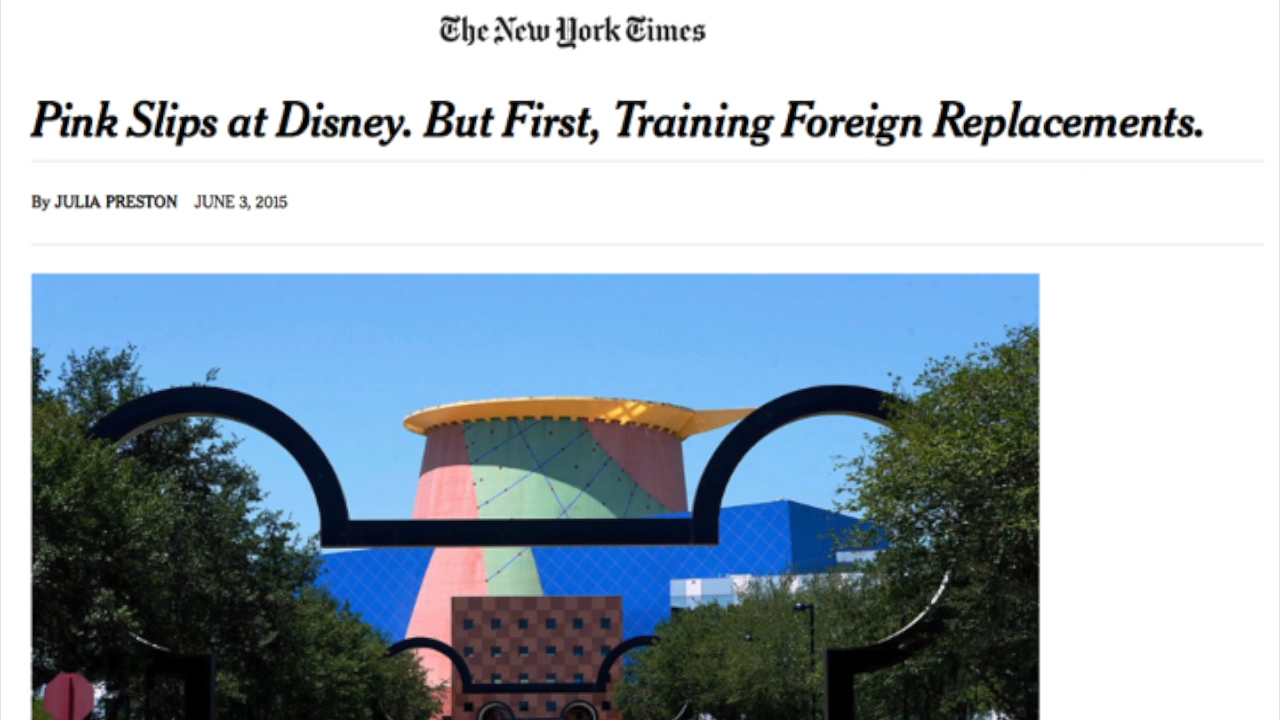 The New York Times
Pink Slips at Disney. But First, Training Foreign Replacements.
By JULIA PRESTON JUNE 3, 2015